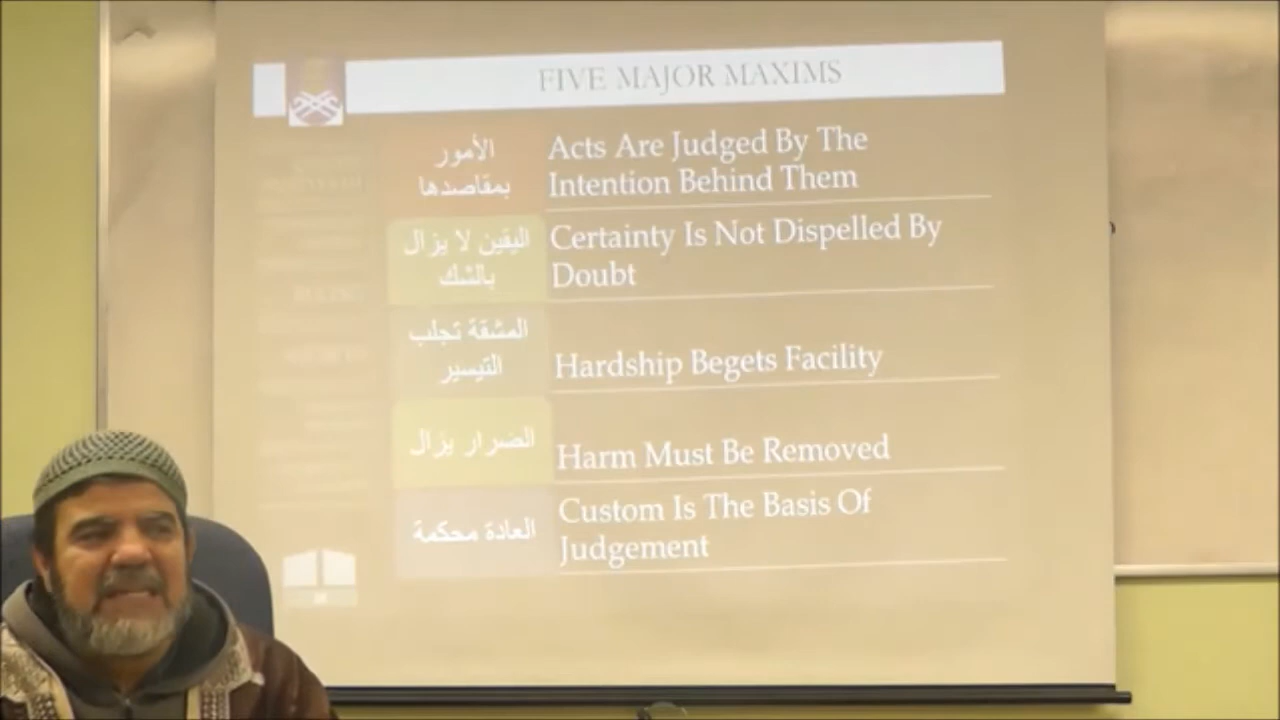 FIVE MAJOR MAXIMS
الأمور
بمقاصدها
Acts Are Judged By The
Intention Behind Them
اليقين لا يزال
بالشك
Certainty Is Not Dispelled By
Doubt
المشقة تجلب
التيسير
Hardship Begets Facility
الضرار يزال
Harm Must Be Removed
العادة محكمة
Custom Is The Basis Of
Judgement